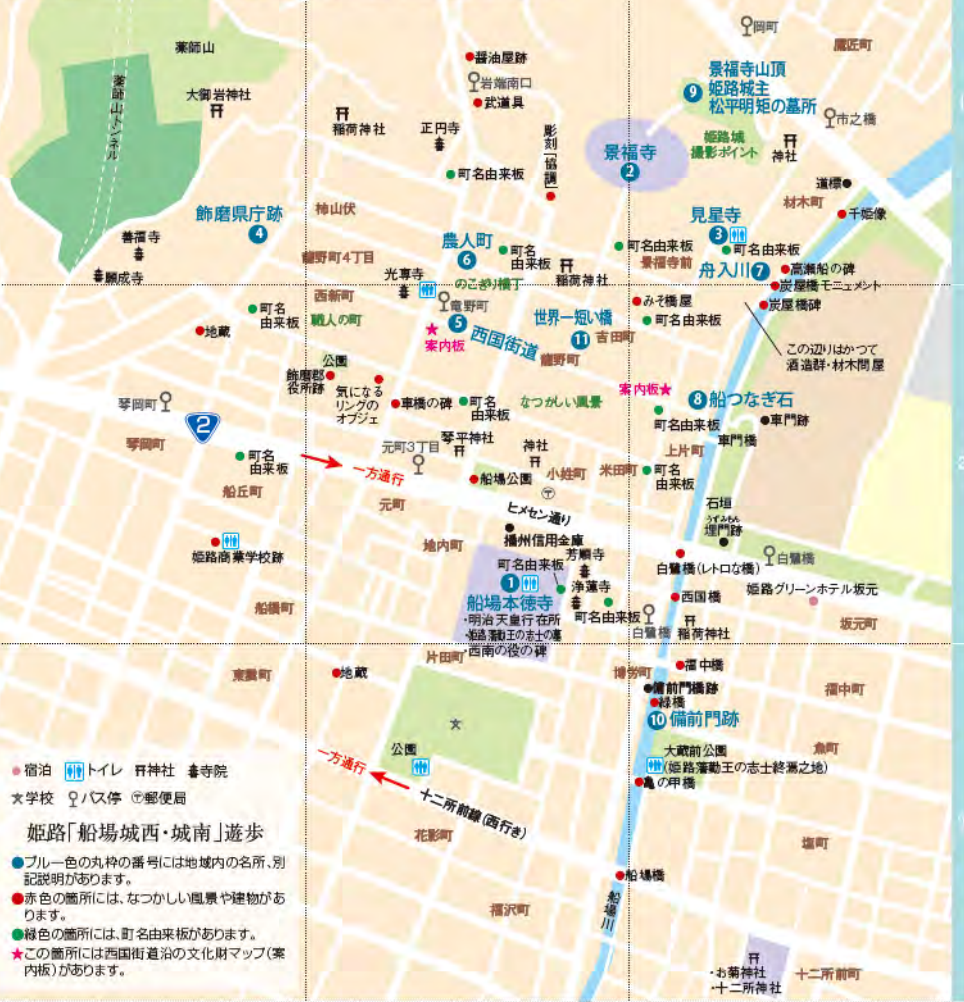 岡町
鷹匠町
薬師山
薬師山トンネル
大御岩神社
醤油屋跡
岩端南口
武道具
稲荷神社
正円寺
彫刻「協調」
町名由来板
景福寺山頂
姫路城主
松平明矩の墓所
9
市之橋
姫路城
撮影ポイント
神社
景福寺
2
道標
材木町
千姫像
飾磨県庁跡
4
柿山伏
善福寺
願成寺
龍野町4丁目
農人町
6
町名
由来板
稲荷神社
町名由来板
景福寺前
見星寺
3
町名由来板
舟入川
7
高瀬船の碑
炭屋橋モニュメント
炭屋橋碑
光専寺
のこぎり横丁
西新町
職人の町
町名
由来板
地蔵
竜野町
5
西国街道
案内板
世界一短い橋
11
吉田町
龍野町
みそ橋屋
町名由来板
この辺りはかつて
酒造群・材木問屋
公園
飾磨郡
役所跡
気になる
リングの
オブジェ
車橋の碑
町名
由来板
なつかしい風景
案内板
8
船つなぎ石
町名由来板
車門跡
車門橋
上片町
琴岡町
2
琴岡町
町名
由来板
一方通行
元町3丁目
琴平神社
神社
小姓町
米田町
町名
由来板
船場公園
船丘町
元町
ヒメセン通り
石垣
うずみもん
埋門跡
姫路商業学校跡
地内町
播州信用金庫
芳願寺
町名由来板
1
浄蓮寺
船場本徳寺
・明治天皇行在所
・姫路藩勤王の志士の墓
・西南の役の碑
町名由来板
白鷺橋
白鷺橋(レトロな橋)
白鷺橋
姫路グリーンホテル坂元
西国橋
稲荷神社
坂元町
船橋町
東雲町
地蔵
片田町
博労町
福中橋
福中町
備前門橋跡
緑橋
10
備前門跡
魚町
公園
一方通行
十二所前線(西行き)
大蔵前公園
(姫路藩勤王の志士終焉之地)
亀の甲橋
花影町
塩町
船場橋
福沢町
船場川
・お菊神社
・十二所神社
十二所前町
宿泊
トイレ
神社
寺院
学校
バス停
郵便局
姫路「船場城西・城南」遊歩
ブルー色の丸枠の番号には地域内の名所、別
記説明があります。
赤色の箇所には、なつかしい風景や建物があ
ります。
緑色の箇所には、町名由来板があります。
この箇所には西国街道沿の文化財マップ(案
内板)があります。